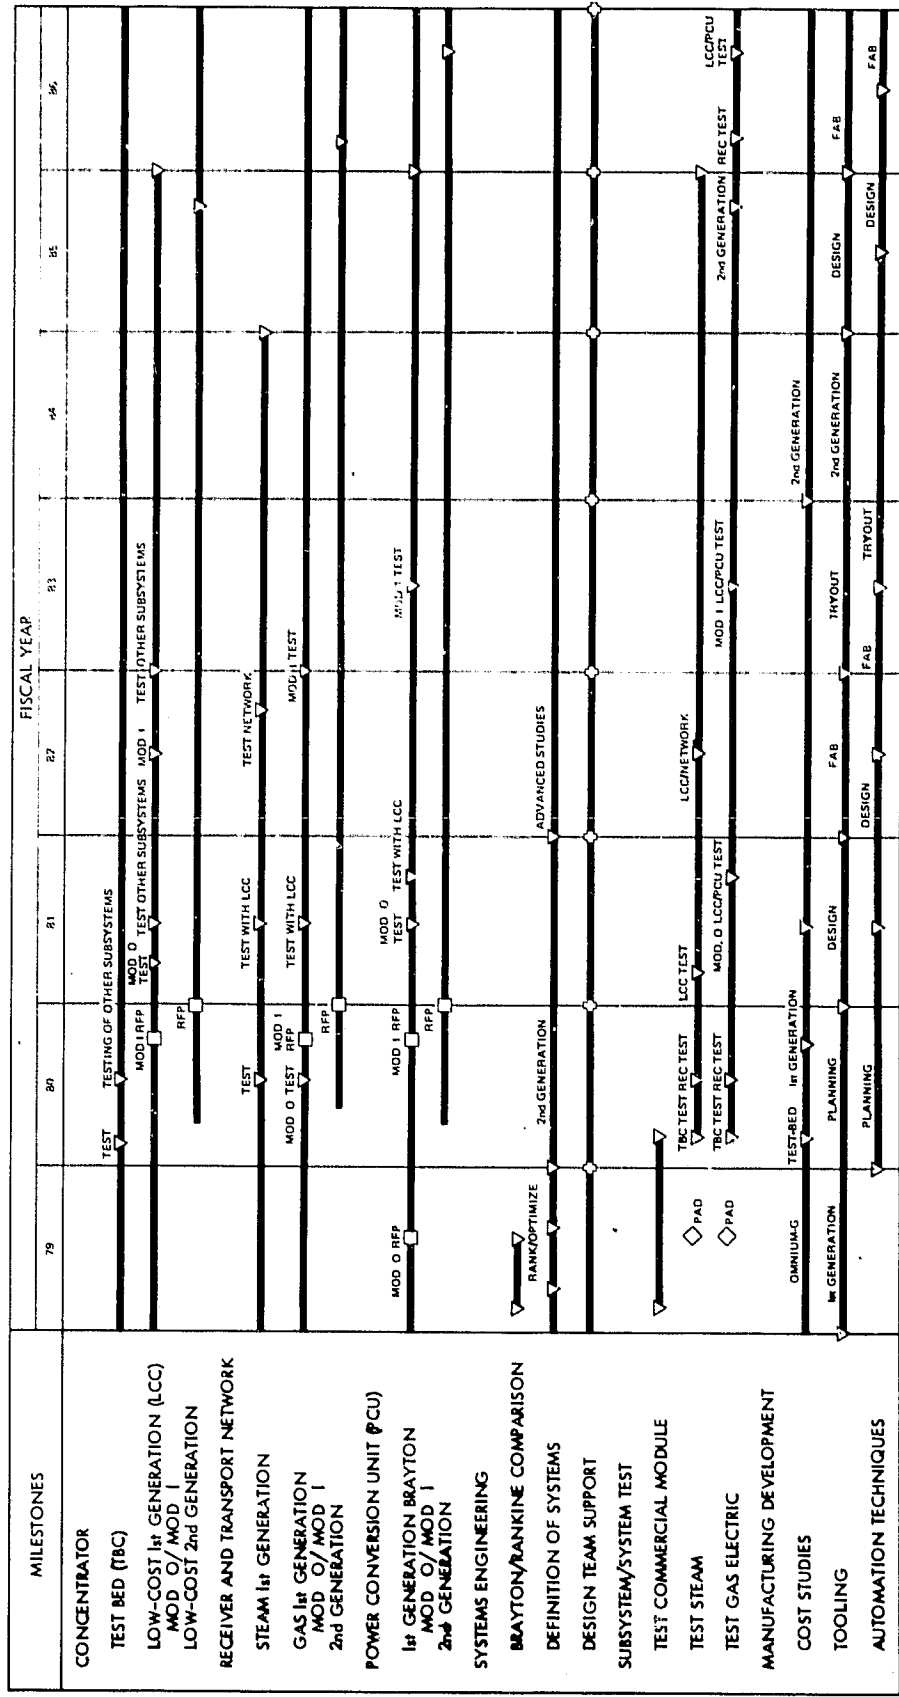 MILESTONES
FISCAL YEAR
79
80
81
84
85
CONCENTRATOR
TEST BED (TBC)
TEST
TESTING OF OTHER SUBSYSTEMS
LOW-COST 1st GENERATION (LCC)
MOD O/ MOD 1
MOD I RFP
MOD O
TEST
TEST OTHER SUBSYSTEMS
MOD 1
TEST OTHER SUBSYSTEMS
LOW-COST 2nd GENERATION
RFP
RECEIVER AND TRANSPORT NETWORK
STEAM 1st GENERATION
TEST
TEST WITH LCC
TEST NETWORK
GAS 1st GENERATION
MOD O/ MOD 1
MOD O TEST
MOD 1
RFP
TEST WITH LCC
MOD 1 TEST
2nd GENERATION
RFP
POWER CONVERSION UNIT (PCU)
1st GENERATION BRAYTON
MOD O/ MOD 1
MOD O RFP
MOD 1 RFP
MOD O
TEST
TEST WITH LCC
MOD 1 TEST
2nd GENERATION
RFP
SYSTEMS ENGINEERING
BRAYTON/RANKINE COMPARISON
RANK/OPTIMIZE
DEFINITION OF SYSTEMS
2nd GENERATION
ADVANCED STUDIES
DESIGN TEAM SUPPORT
SUBSYSTEM/SYSTEM TEST
TEST COMMERCIAL MODULE
TEST STEAM
PAD
TBC TEST
REC TEST
LCC TEST
LCC/NETWORK
TEST GAS ELECTRIC
PAD
TBC TEST
REC TEST
MOD. O LCC/PCU TEST
MOD 1 LCC/PCU TEST
2nd GENERATION
REC TEST
LCC/PCU
TEST
MANUFACTURING DEVELOPMENT
COST STUDIES
OMNIUM-G
TEST-BED
1st GENERATION
2nd GENERATION
TOOLING
1st GENERATION
PLANNING
DESIGN
FAB
TRYOUT
2nd GENERATION
DESIGN
FAB
AUTOMATION TECHNIQUES
PLANNING
DESIGN
FAB
TRYOUT
DESIGN
FAB